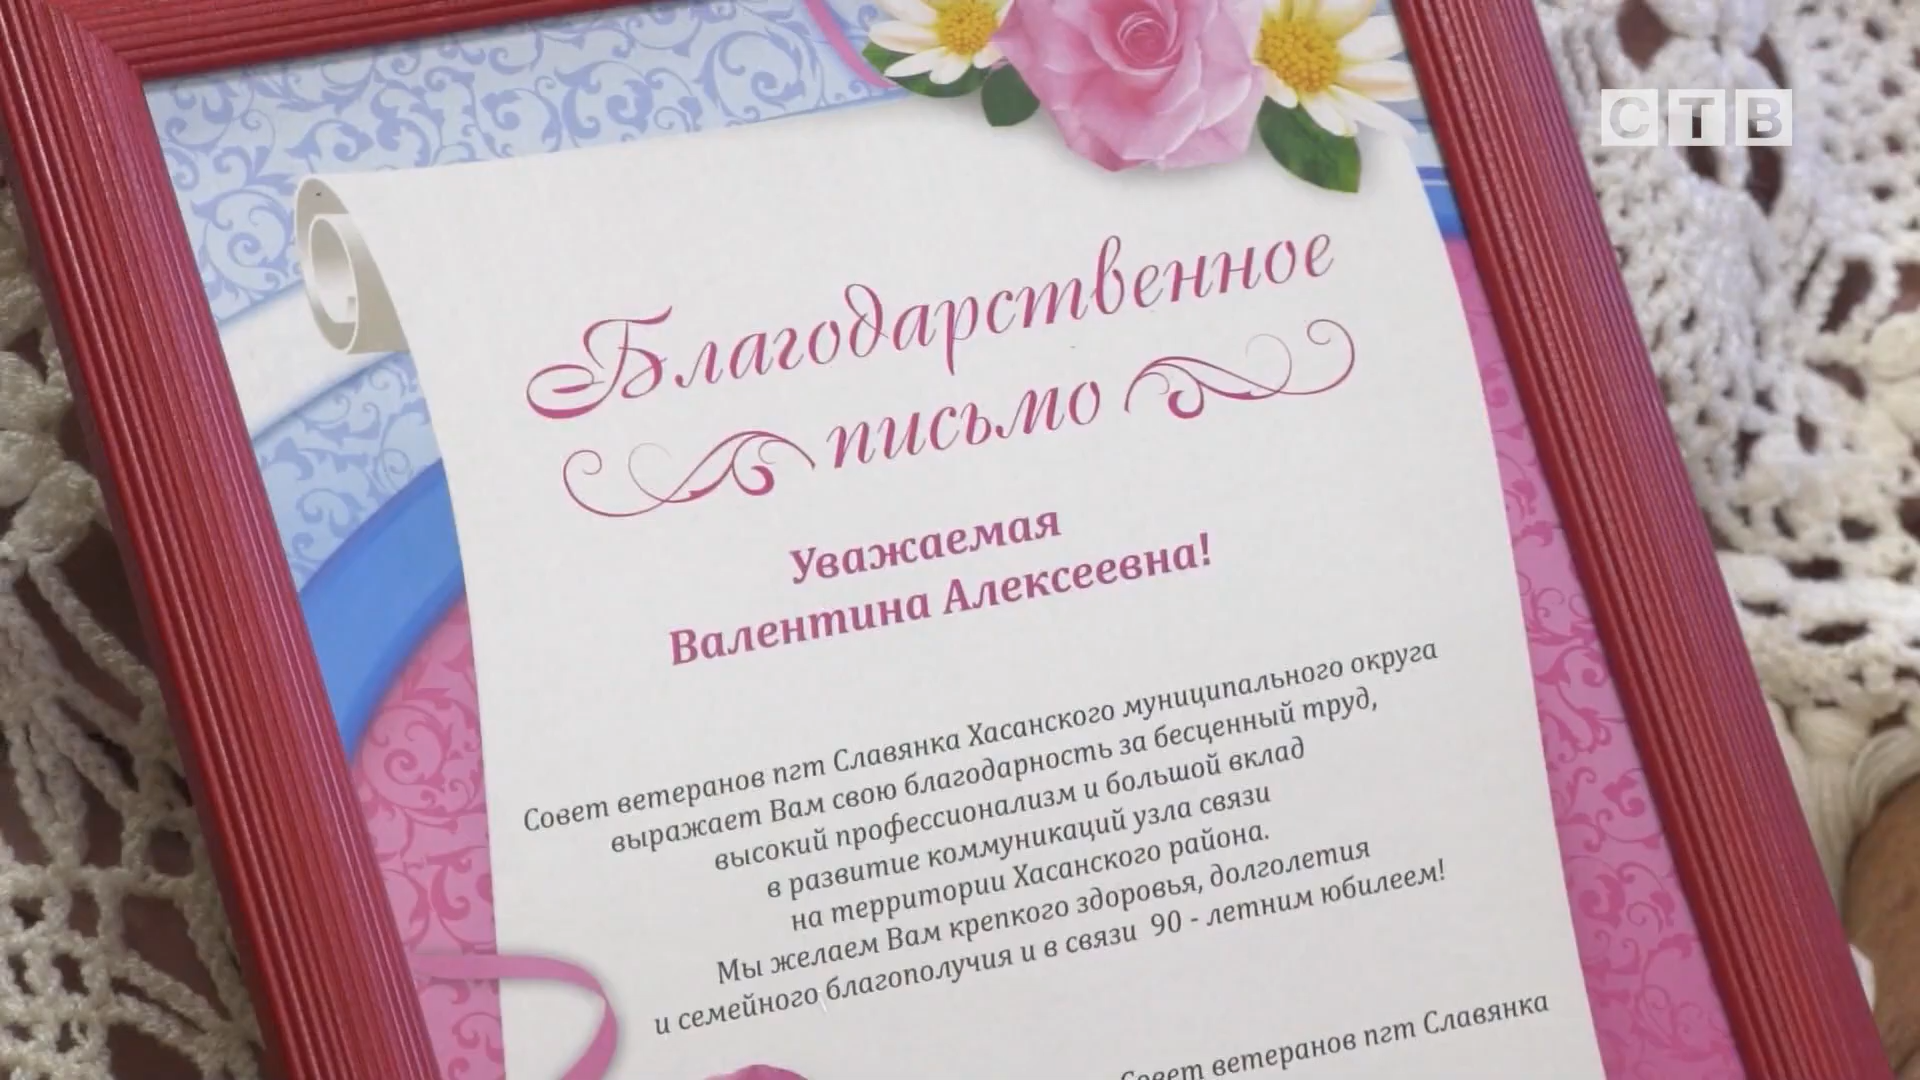 СТВ
Благодарственное
письмо
Уважаемая
Валентина Алексеевна!
Совет ветеранов пгт Славянка Хасанского муниципального округа
выражает Вам свою благодарность за бесценный труд,
высокий профессионализм и большой вклад
в развитие коммуникаций узла связи
на территории Хасанского района.
Мы желаем Вам крепкого здоровья, долголетия
и семейного благополучия и в связи 90 - летним юбилеем!
Совет ветеранов пгт Славянка